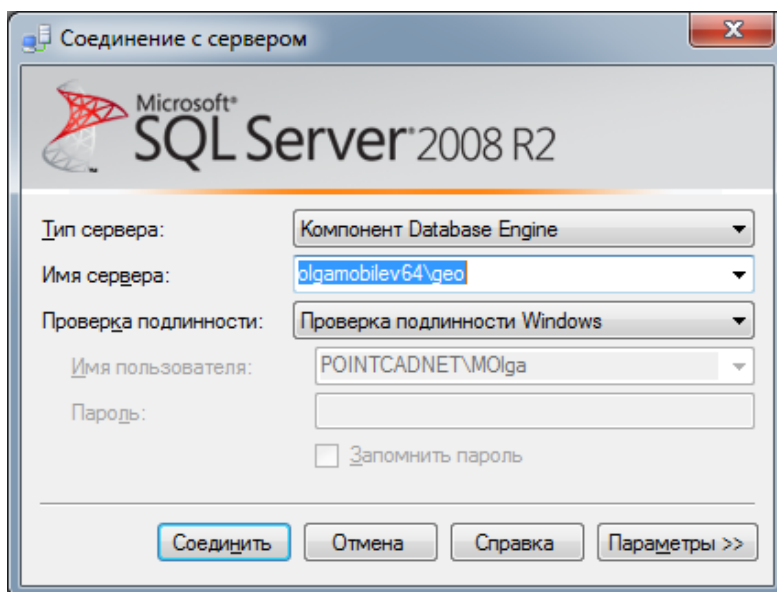 Соединение с сервером
Microsoft®
SQL Server® 2008 R2
Тип сервера: Компонент Database Engine
Имя сервера: olgamobilev64\geo
Проверка подлинности: Проверка подлинности Windows
Имя пользователя: POINTCADNET\MOlga
Пароль:
Запомнить пароль
Соединить Отмена Справка Параметры >>